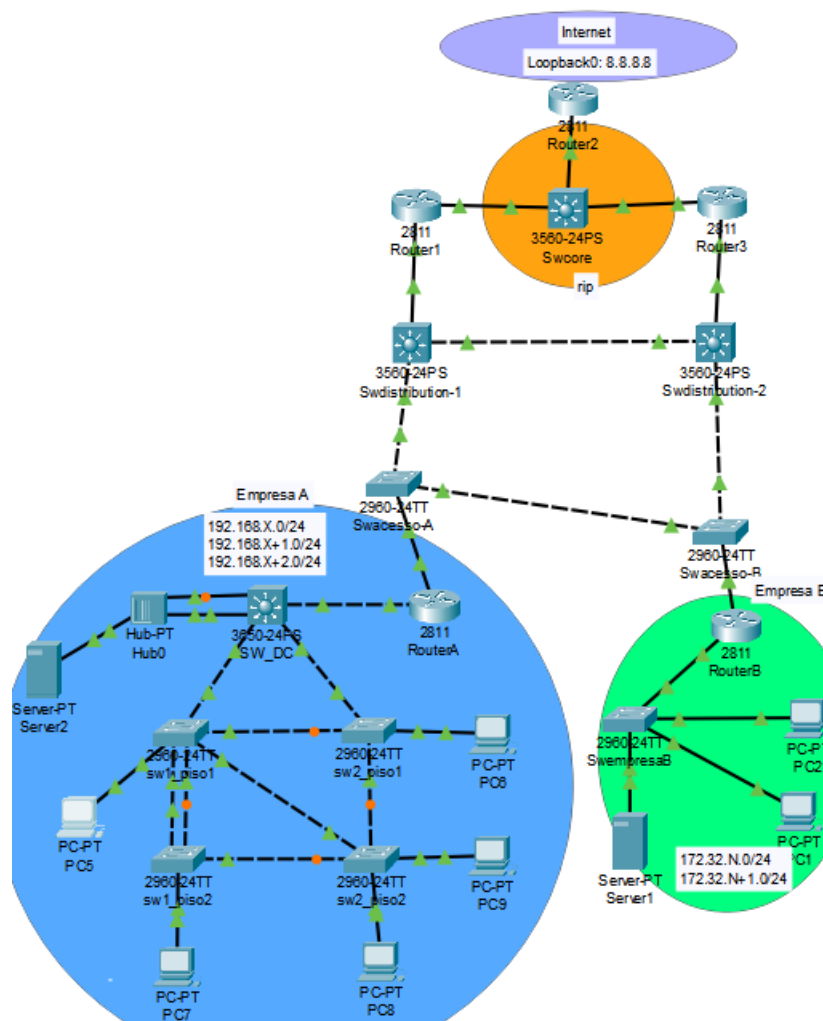 Internet
Loopback0: 8.8.8.8
2811
Router2
2811
Router1
3560-24PS
Swcore
2811
Router3
rip
3560-24PS
Swdistribution-1
3560-24PS
Swdistribution-2
Empresa A
2960-24TT
Swacesso-A
192.168.X.0/24
192.168.X+1.0/24
192.168.X+2.0/24
2960-24TT
Swacesso-B
Empresa B
Hub-PT
Hub0
3650-24PS
SW_DC
2811
RouterA
2811
RouterB
Server-PT
Server2
2960-24TT
sw1_piso1
2960-24TT
sw2_piso1
PC-PT
PC6
2960-24TT
SwempresaB
PC-PT
PC2
PC-PT
PC5
2960-24TT
sw1_piso2
2960-24TT
sw2_piso2
PC-PT
PC9
Server-PT
Server1
172.32.N.0/24
172.32.N+1.0/24
PC-PT
PC1
PC-PT
PC7
PC-PT
PC8